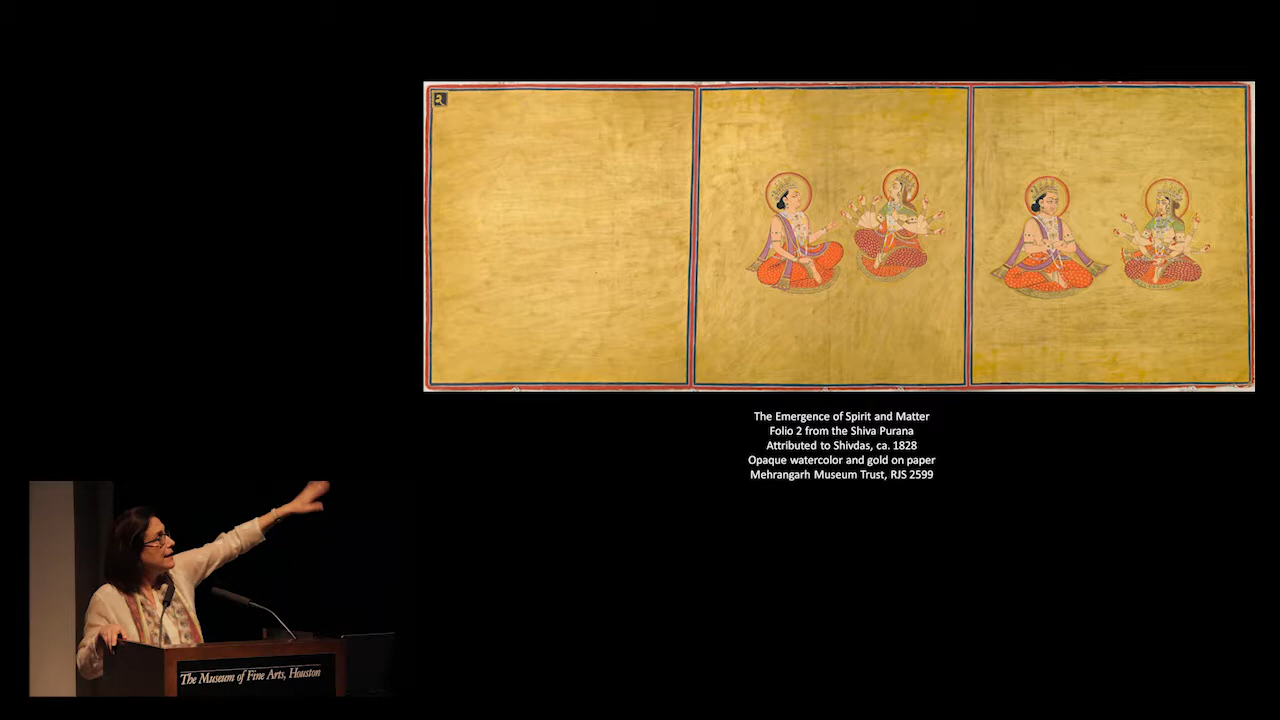 २
The Emergence of Spirit and Matter
Folio 2 from the Shiva Purana
Attributed to Shivdas, ca. 1828
Opaque watercolor and gold on paper
Mehrangarh Museum Trust, RJS 2599
The Museum of Fine Arts, Houston